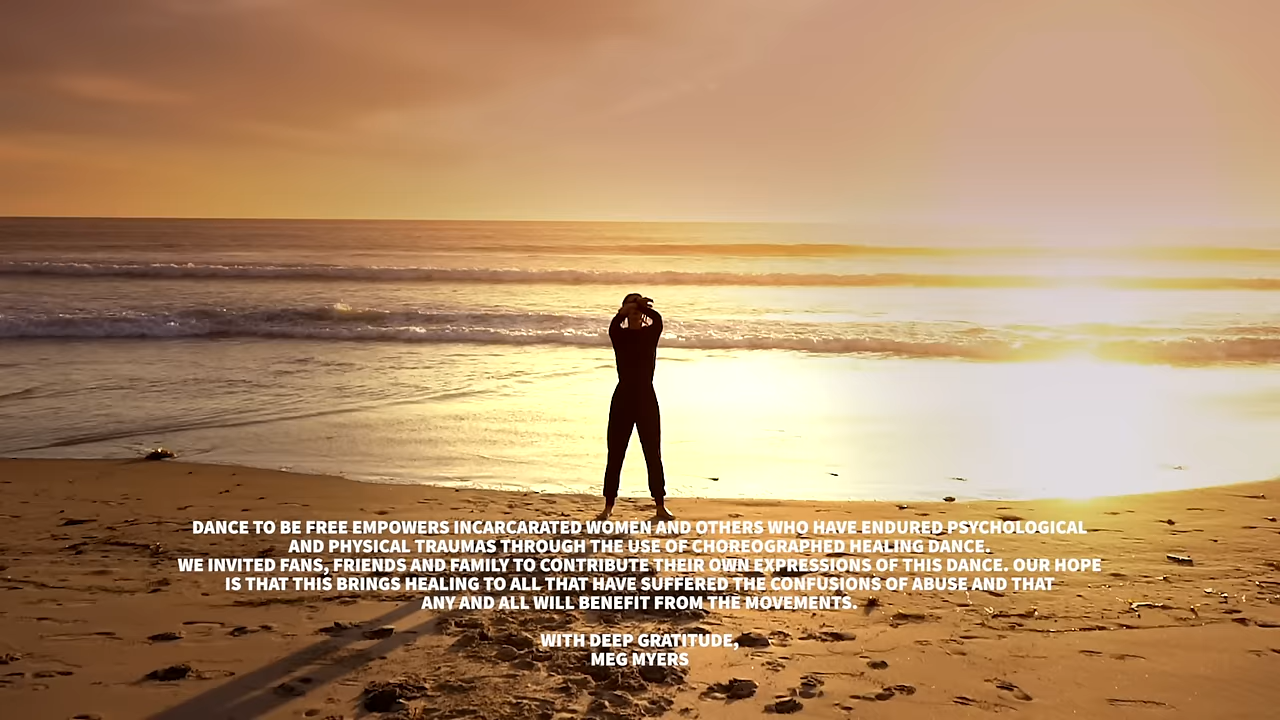 DANCE TO BE FREE EMPOWERS INCARCARATED WOMEN AND OTHERS WHO HAVE ENDURED PSYCHOLOGICAL
AND PHYSICAL TRAUMAS THROUGH THE USE OF CHOREOGRAPHED HEALING DANCE.
WE INVITED FANS, FRIENDS AND FAMILY TO CONTRIBUTE THEIR OWN EXPRESSIONS OF THIS DANCE. OUR HOPE
IS THAT THIS BRINGS HEALING TO ALL THAT HAVE SUFFERED THE CONFUSIONS OF ABUSE AND THAT
ANY AND ALL WILL BENEFIT FROM THE MOVEMENTS.
WITH DEEP GRATITUDE,
MEG MYERS